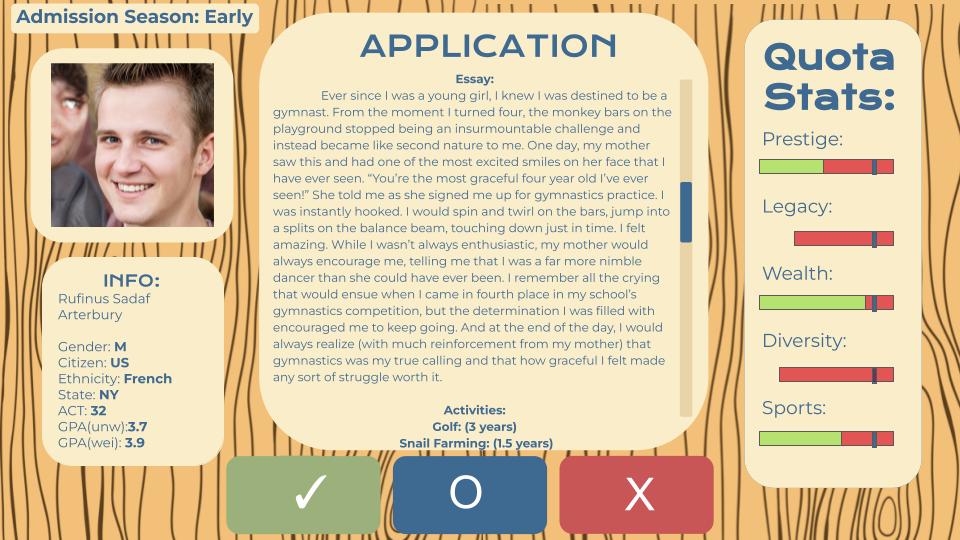 Admission Season: Early
APPLICATION
Essay:
Ever since I was a young girl, I knew I was destined to be a
gymnast. From the moment I turned four, the monkey bars on the
playground stopped being an insurmountable challenge and
instead became like second nature to me. One day, my mother
saw this and had one of the most excited smiles on her face that I
have ever seen. “You’re the most graceful four year old I’ve ever
seen!” She told me as she signed me up for gymnastics practice. I
was instantly hooked. I would spin and twirl on the bars, jump into
a splits on the balance beam, touching down just in time. I felt
amazing. While I wasn’t always enthusiastic, my mother would
always encourage me, telling me that I was a far more nimble
dancer than she could have ever been. I remember all the crying
that would ensue when I came in fourth place in my school’s
gymnastics competition, but the determination I was filled with
encouraged me to keep going. And at the end of the day, I would
always realize (with much reinforcement from my mother) that
gymnastics was my true calling and that how graceful I felt made
any sort of struggle worth it.
Activities:
Golf: (3 years)
Snail Farming: (1.5 years)
INFO:
Rufinus Sadaf
Arterbury
Gender: M
Citizen: US
Ethnicity: French
State: NY
ACT: 32
GPA(unw):3.7
GPA(wei): 3.9
Quota
Stats:
Prestige:
Legacy:
Wealth:
Diversity:
Sports:
✓
O
X